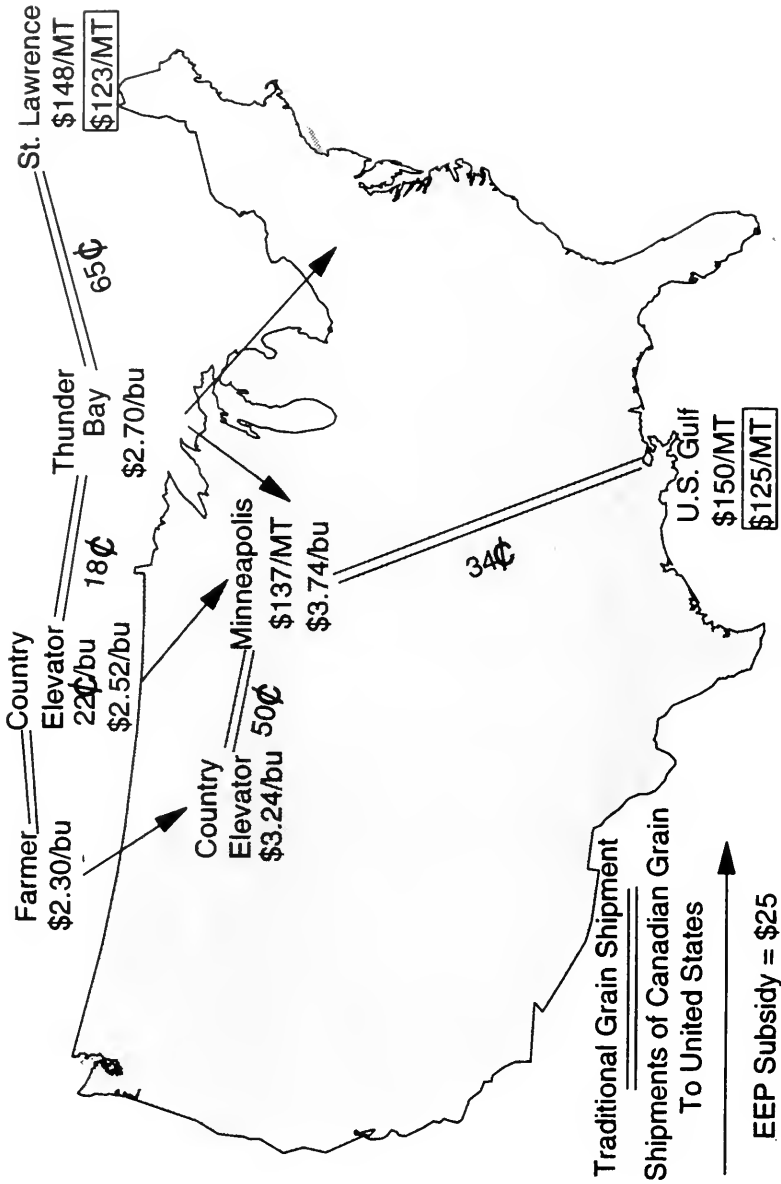 Farmer
$2.30/bu
Country
Elevator
22¢/bu
$2.52/bu
18¢
Thunder
Bay
$2.70/bu
65¢
St. Lawrence
$148/MT
$123/MT
Country
Elevator
$3.24/bu
50¢
Minneapolis
$137/MT
$3.74/bu
34¢
U.S. Gulf
$150/MT
$125/MT
Traditional Grain Shipment
Shipments of Canadian Grain
To United States
EEP Subsidy = $25